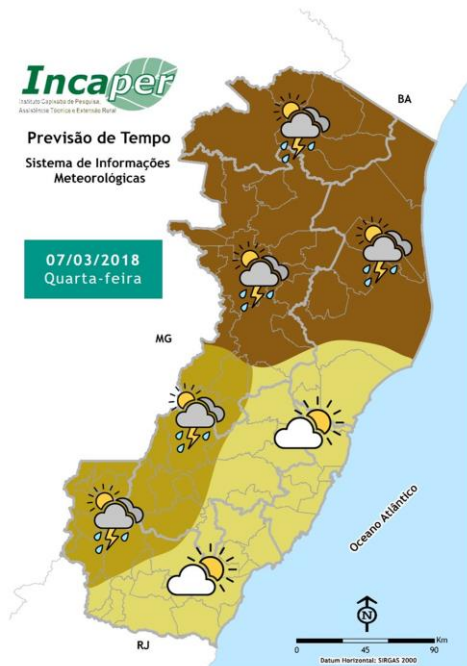 Incaper
Instituto Capixaba de Pesquisa,
Assistência Técnica e Extensão Rural
Previsão de Tempo
Sistema de Informações
Meteorológicas
07/03/2018
Quarta-feira
BA
MG
RJ
Oceano Atlântico
N
Km
0 45 90
Datum Horizontal: SIRGAS 2000